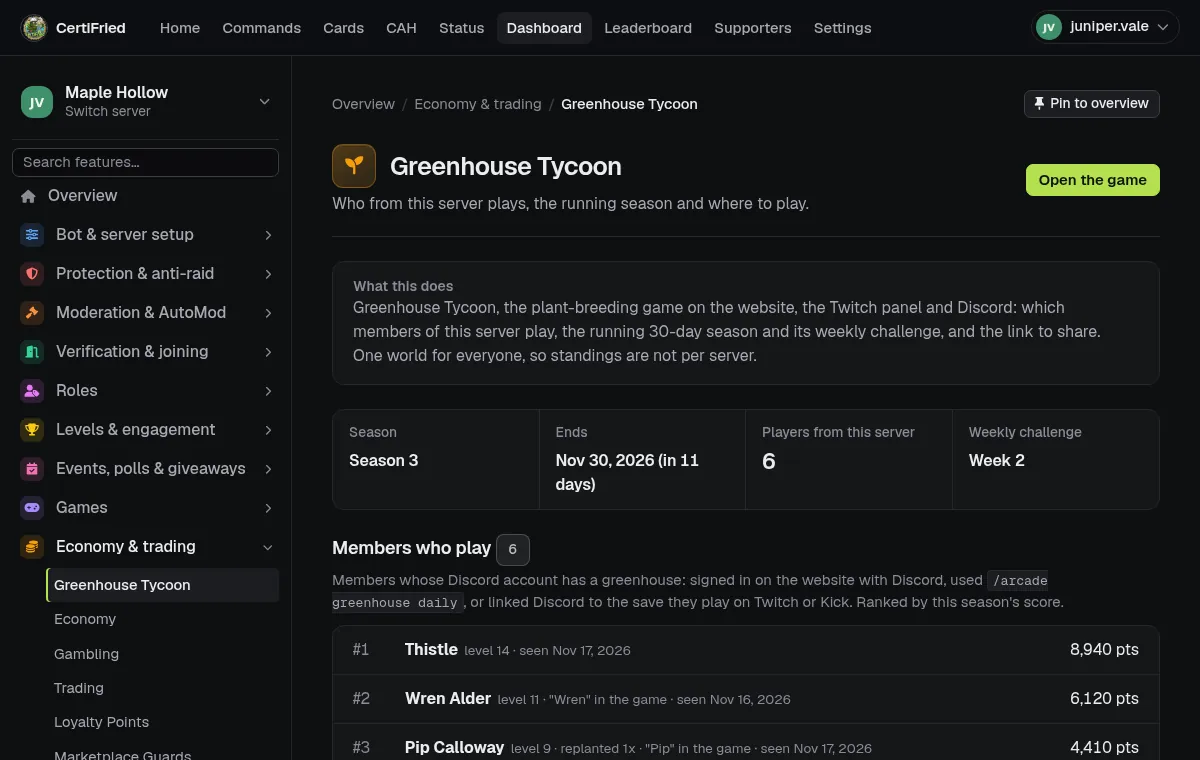 CertiFried
Home
Commands
Cards
CAH
Status
Dashboard
Leaderboard
Supporters
Settings
JV
juniper.vale
JV
Maple Hollow
Switch server
Search features...
Overview
Bot & server setup
Protection & anti-raid
Moderation & AutoMod
Verification & joining
Roles
Levels & engagement
Events, polls & giveaways
Games
Economy & trading
Greenhouse Tycoon
Economy
Gambling
Trading
Loyalty Points
Marketplace Guards
Overview / Economy & trading / Greenhouse Tycoon
Pin to overview
Greenhouse Tycoon
Who from this server plays, the running season and where to play.
Open the game
What this does
Greenhouse Tycoon, the plant-breeding game on the website, the Twitch panel and Discord: which
members of this server play, the running 30-day season and its weekly challenge, and the link to share.
One world for everyone, so standings are not per server.
Season
Season 3
Ends
Nov 30, 2026 (in 11
days)
Players from this server
6
Weekly challenge
Week 2
Members who play 6
Members whose Discord account has a greenhouse: signed in on the website with Discord, used /arcade
greenhouse daily, or linked Discord to the save they play on Twitch or Kick. Ranked by this season's score.
#1 Thistle level 14 · seen Nov 17, 2026 8,940 pts
#2 Wren Alder level 11 · "Wren" in the game · seen Nov 16, 2026 6,120 pts
#3 Pip Calloway level 9 · replanted 1x · "Pip" in the game · seen Nov 17, 2026 4,410 pts